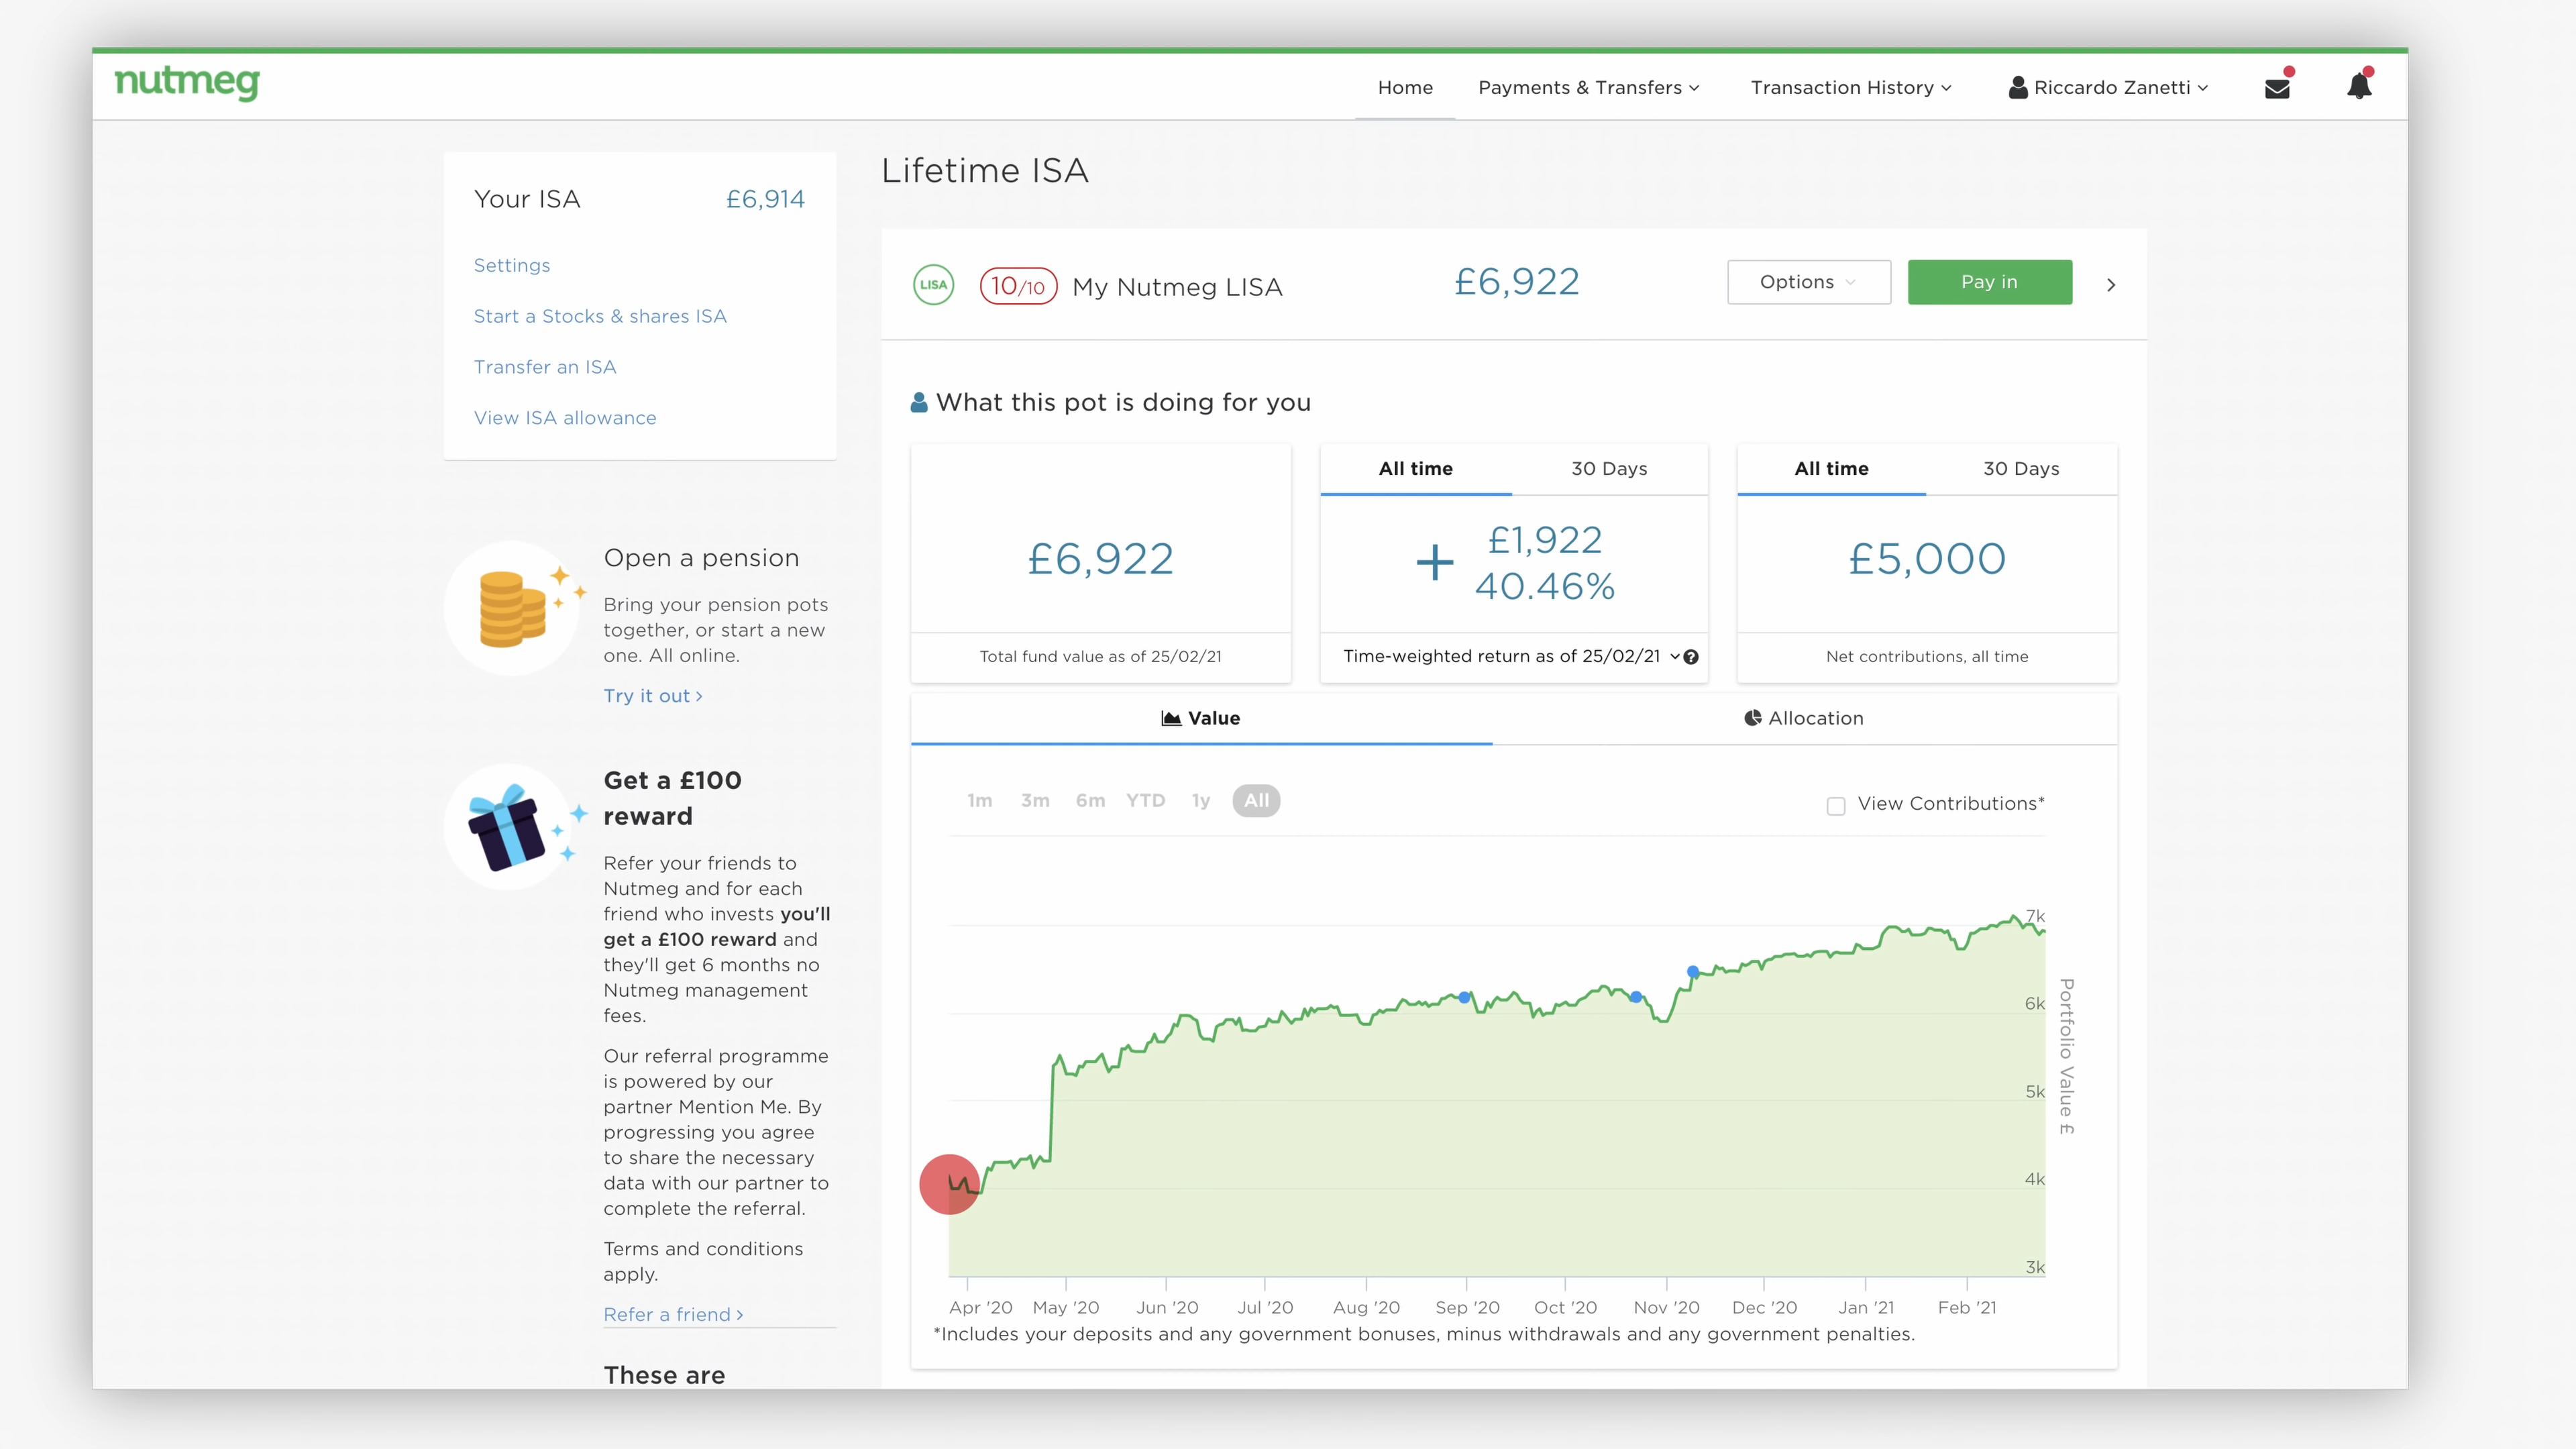 nutmeg
Home
Payments & Transfers
Transaction History
Riccardo Zanetti
Your ISA
£6,914
Settings
Start a Stocks & shares ISA
Transfer an ISA
View ISA allowance
Open a pension
Bring your pension pots
together, or start a new
one. All online.
Try it out
Get a £100
reward
Refer your friends to
Nutmeg and for each
friend who invests you'll
get a £100 reward and
they'll get 6 months no
Nutmeg management
fees.
Our referral programme
is powered by our
partner Mention Me. By
progressing you agree
to share the necessary
data with our partner to
complete the referral.
Terms and conditions
apply.
Refer a friend
These are
Lifetime ISA
LISA
10/10
My Nutmeg LISA
£6,922
Options
Pay in
What this pot is doing for you
£6,922
Total fund value as of 25/02/21
All time
30 Days
+ £1,922
40.46%
Time-weighted return as of 25/02/21
All time
30 Days
£5,000
Net contributions, all time
Value
Allocation
1m 3m 6m YTD 1y All
View Contributions*
7k
6k
5k
4k
3k
Portfolio Value £
Apr '20 May '20 Jun '20 Jul '20 Aug '20 Sep '20 Oct '20 Nov '20 Dec '20 Jan '21 Feb '21
*Includes your deposits and any government bonuses, minus withdrawals and any government penalties.